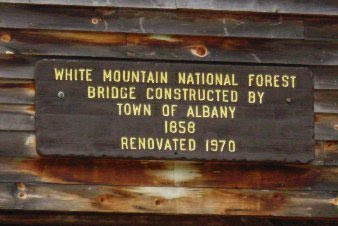 WHITE MOUNTAIN NATIONAL FOREST
BRIDGE CONSTRUCTED BY
TOWN OF ALBANY
1858
RENOVATED 1970